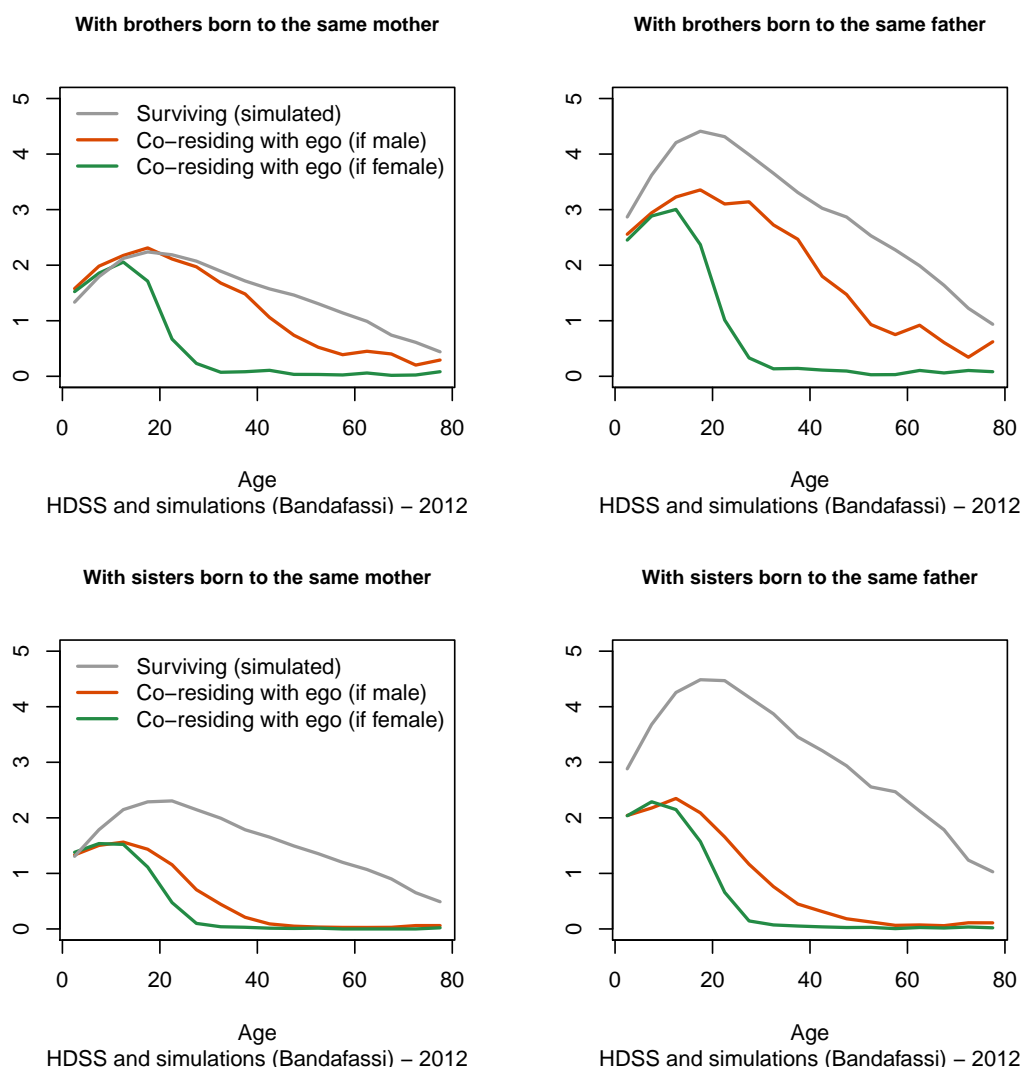 With brothers born to the same mother
5
4
3
2
1
0
Surviving (simulated)
Co−residing with ego (if male)
Co−residing with ego (if female)
0 20 40 60 80
Age
HDSS and simulations (Bandafassi) − 2012
With brothers born to the same father
5
4
3
2
1
0
0 20 40 60 80
Age
HDSS and simulations (Bandafassi) − 2012
With sisters born to the same mother
5
4
3
2
1
0
Surviving (simulated)
Co−residing with ego (if male)
Co−residing with ego (if female)
0 20 40 60 80
Age
HDSS and simulations (Bandafassi) − 2012
With sisters born to the same father
5
4
3
2
1
0
0 20 40 60 80
Age
HDSS and simulations (Bandafassi) − 2012